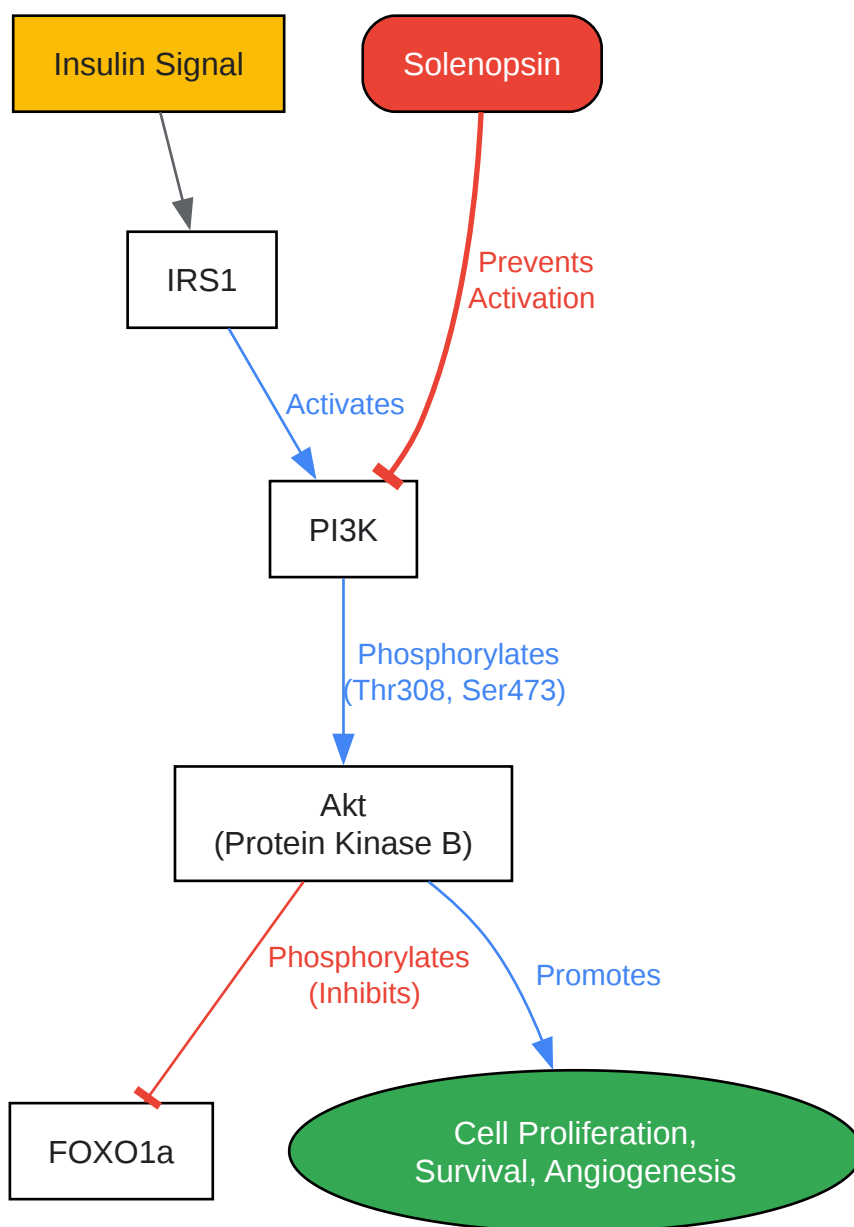 Insulin Signal
Solenopsin
Prevents
Activation
IRS1
Activates
PI3K
Phosphorylates
(Thr308, Ser473)
Akt
(Protein Kinase B)
Phosphorylates
(Inhibits)
Promotes
FOXO1a
Cell Proliferation,
Survival, Angiogenesis